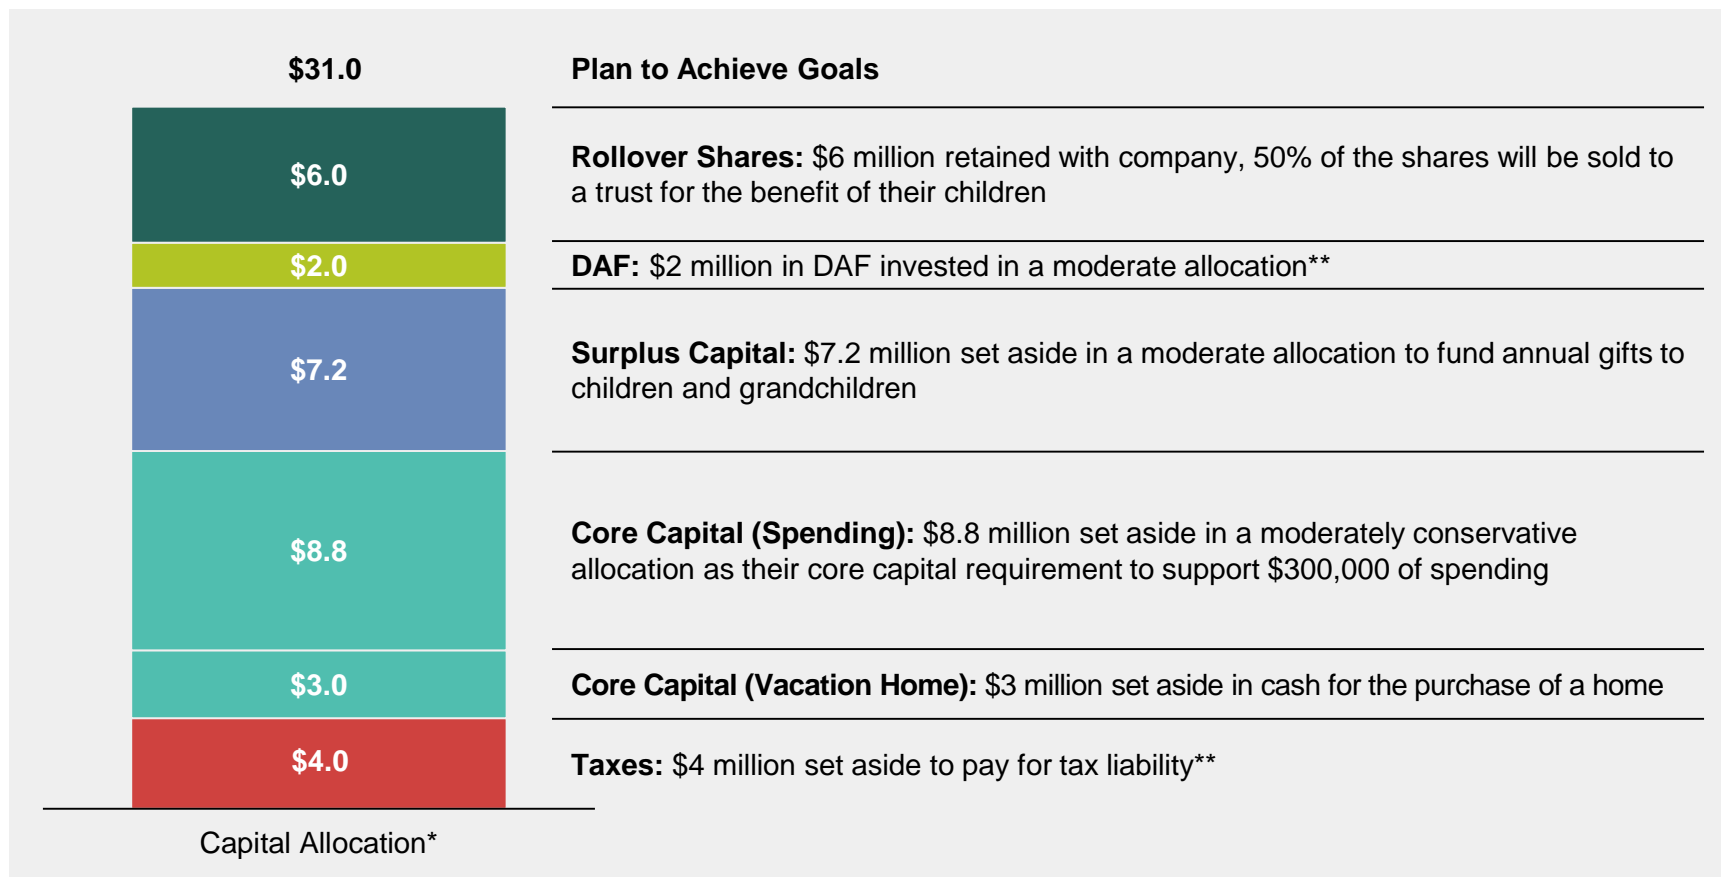 $31.0
Plan to Achieve Goals
$6.0
Rollover Shares: $6 million retained with company, 50% of the shares will be sold to
a trust for the benefit of their children
$2.0
DAF: $2 million in DAF invested in a moderate allocation**
$7.2
Surplus Capital: $7.2 million set aside in a moderate allocation to fund annual gifts to
children and grandchildren
$8.8
Core Capital (Spending): $8.8 million set aside in a moderately conservative
allocation as their core capital requirement to support $300,000 of spending
$3.0
Core Capital (Vacation Home): $3 million set aside in cash for the purchase of a home
$4.0
Taxes: $4 million set aside to pay for tax liability**
Capital Allocation*